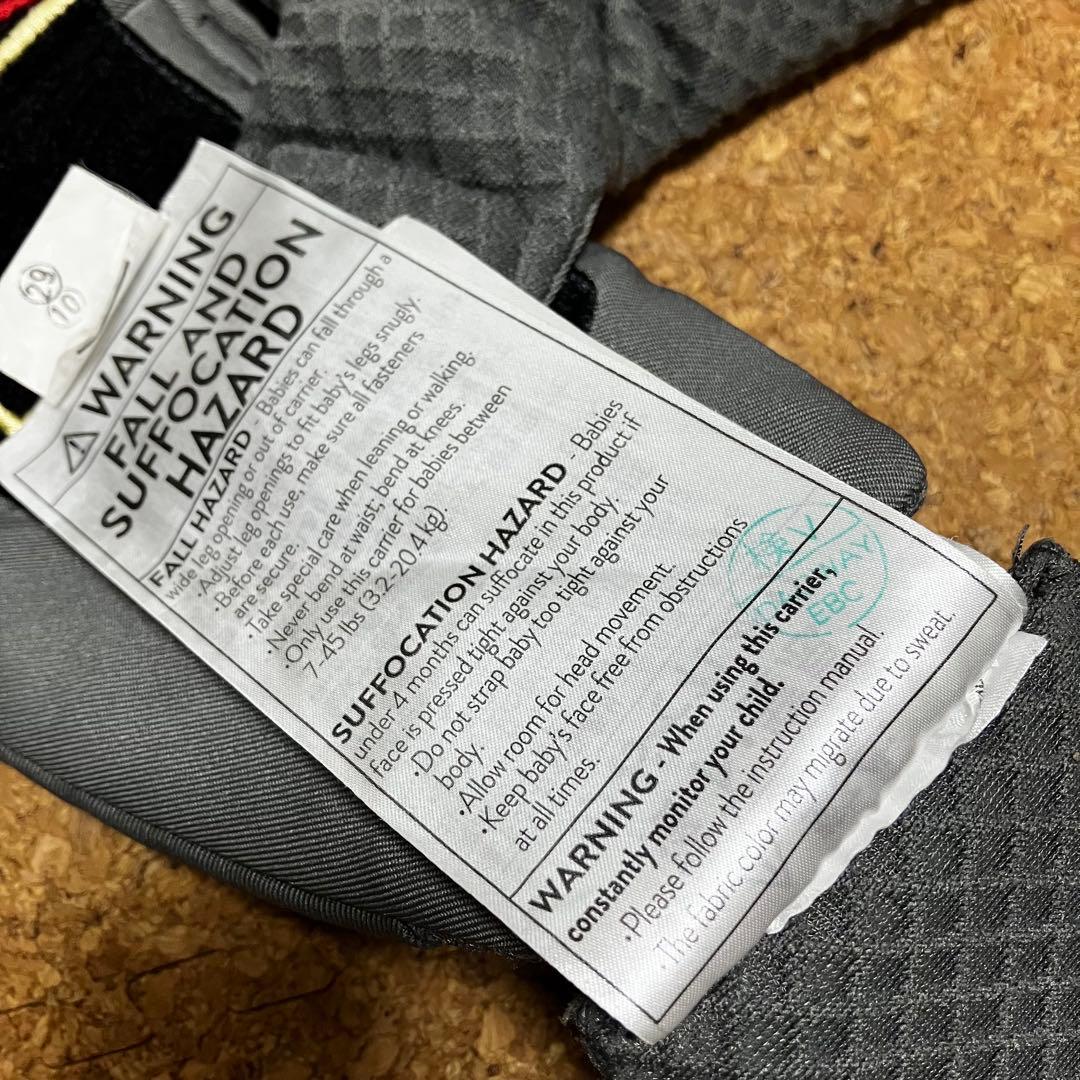 29
10
WARNING
FALL AND
SUFFOCATION
HAZARD
FALL HAZARD - Babies can fall through a
wide leg opening or out of carrier.
·Adjust leg openings to fit baby's legs snugly.
·Before each use, make sure all fasteners
are secure.
·Take special care when leaning or walking.
·Never bend at waist; bend at knees.
·Only use this carrier for babies between
7-45 lbs (3.2-20.4kg).
SUFFOCATION HAZARD - Babies
under 4 months can suffocate in this product if
face is pressed tight against your body.
·Do not strap baby too tight against your
body.
·Allow room for head movement.
·Keep baby's face free from obstructions
at all times.
検
EBC
WARNING - When using this carrier,
constantly monitor your child.
·Please follow the instruction manual.
·The fabric color may migrate due to sweat.